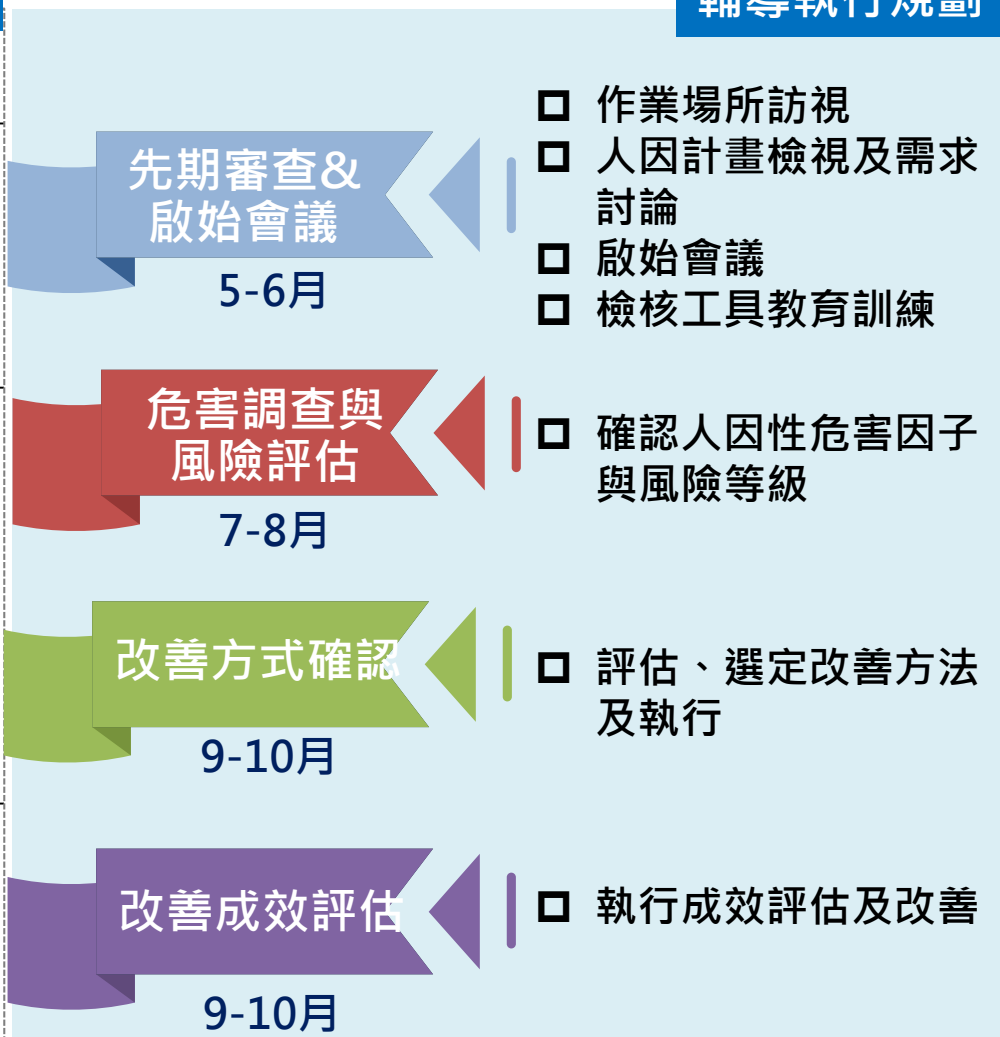 輔導執行規劃
先期審查&
啟始會議
5-6月
□ 作業場所訪視
□ 人因計畫檢視及需求
討論
□ 啟始會議
□ 檢核工具教育訓練
危害調查與
風險評估
7-8月
□ 確認人因性危害因子
與風險等級
改善方式確認
9-10月
□ 評估、選定改善方法
及執行
改善成效評估
9-10月
□ 執行成效評估及改善